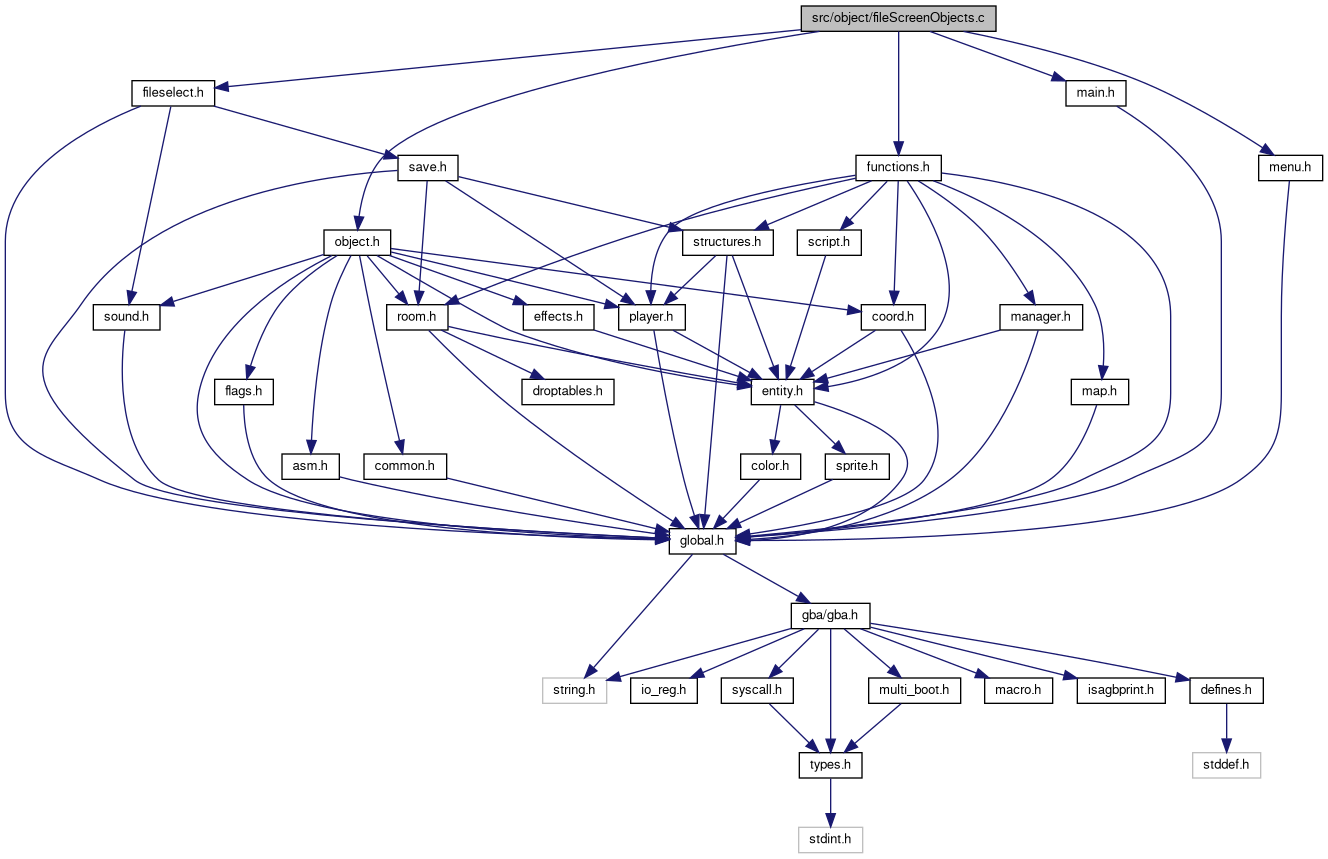 src/object/fileScreenObjects.c
fileselect.h
main.h
save.h
functions.h
menu.h
object.h
structures.h
script.h
sound.h
room.h
effects.h
player.h
coord.h
manager.h
flags.h
droptables.h
entity.h
map.h
asm.h
common.h
color.h
sprite.h
global.h
gba/gba.h
string.h
io_reg.h
syscall.h
multi_boot.h
macro.h
isagbprint.h
defines.h
types.h
stddef.h
stdint.h